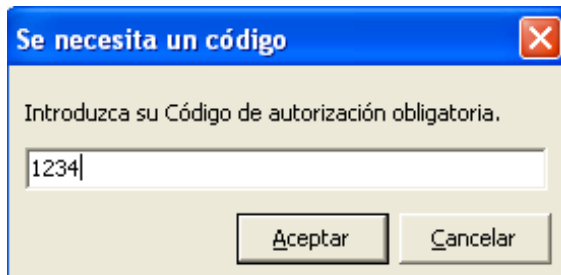 Se necesita un código
Introduzca su Código de autorización obligatoria.
1234
Aceptar
Cancelar